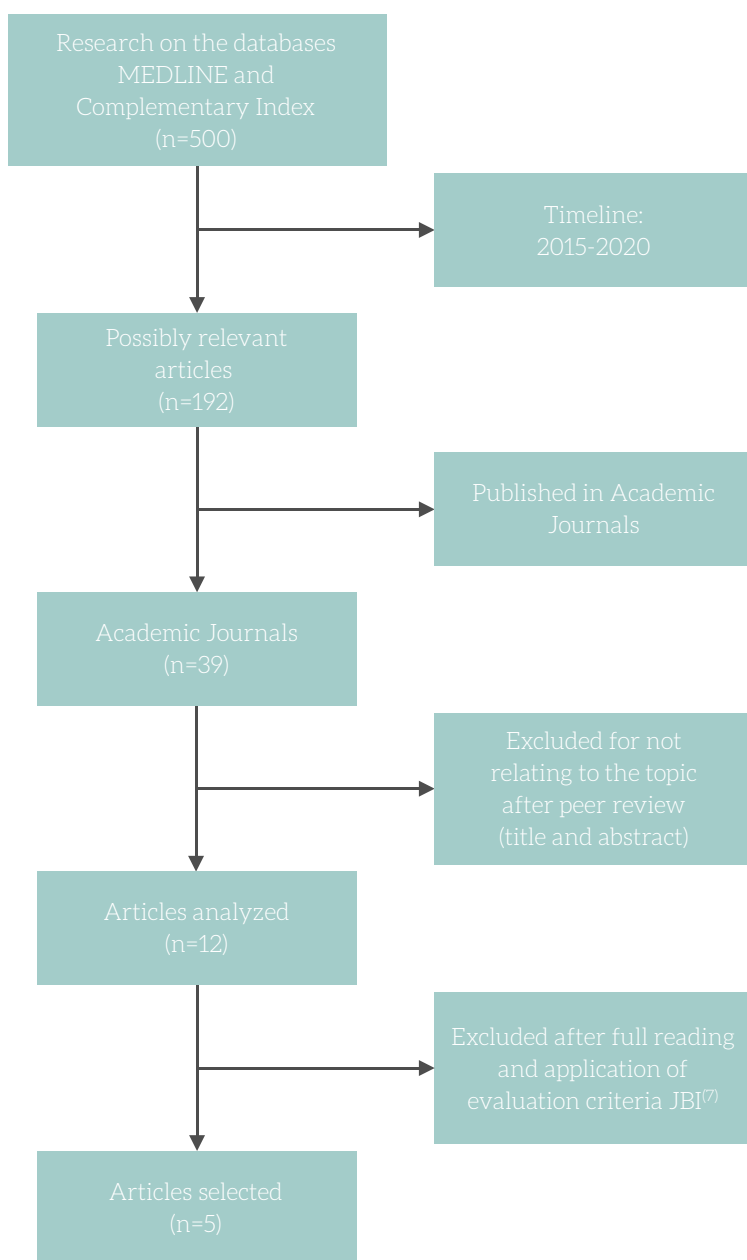 Research on the databases
MEDLINE and
Complementary Index
(n=500)
Timeline:
2015-2020
Possibly relevant
articles
(n=192)
Published in Academic
Journals
Academic Journals
(n=39)
Excluded for not
relating to the topic
after peer review
(title and abstract)
Articles analyzed
(n=12)
Excluded after full reading
and application of
evaluation criteria JBI(7)
Articles selected
(n=5)